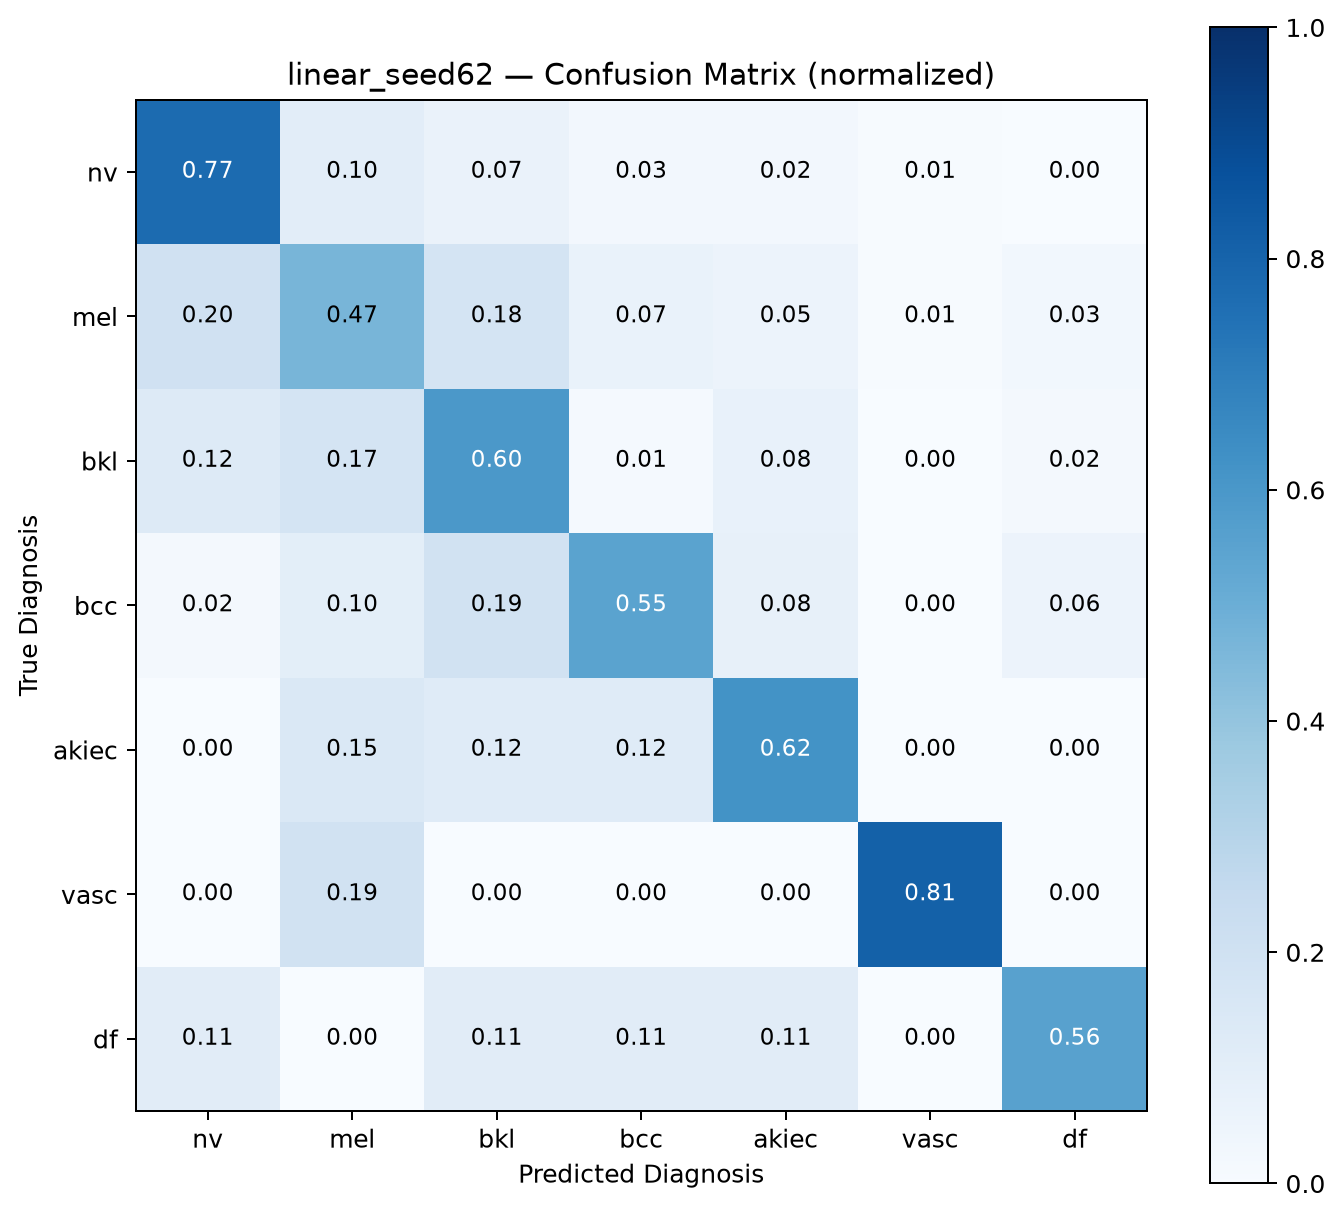 linear_seed62 — Confusion Matrix (normalized)
True Diagnosis
nv 0.77 0.10 0.07 0.03 0.02 0.01 0.00
mel 0.20 0.47 0.18 0.07 0.05 0.01 0.03
bkl 0.12 0.17 0.60 0.01 0.08 0.00 0.02
bcc 0.02 0.10 0.19 0.55 0.08 0.00 0.06
akiec 0.00 0.15 0.12 0.12 0.62 0.00 0.00
vasc 0.00 0.19 0.00 0.00 0.00 0.81 0.00
df 0.11 0.00 0.11 0.11 0.11 0.00 0.56
nv mel bkl bcc akiec vasc df
Predicted Diagnosis
1.0
0.8
0.6
0.4
0.2
0.0